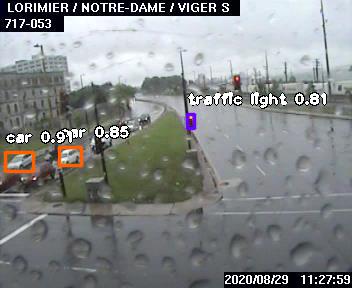 LORIMIER / NOTRE-DAME / VIGER S
717-053
traffic light 0.81
car 0.91
car 0.85
2020/08/29 11:27:59